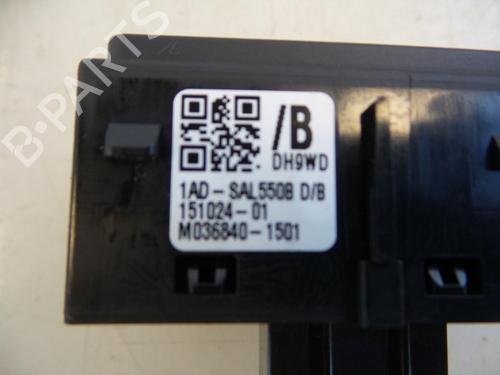 B-PARTS
/B
DH9WD
1AD-SAL550B D/B
151024-01
M036840-1501